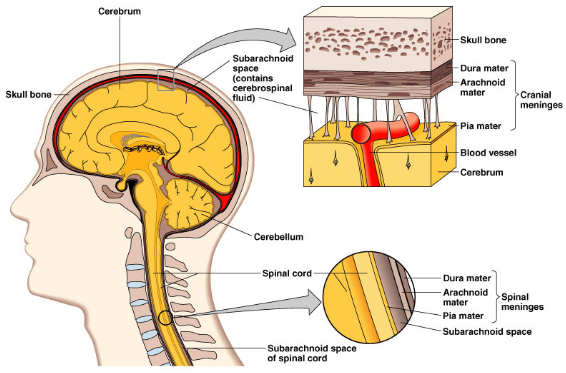 Cerebrum
Skull bone
Subarachnoid
space
(contains
cerebrospinal
fluid)
Skull bone
Dura mater
Arachnoid
mater
Cranial
meninges
Pia mater
Blood vessel
Cerebrum
Cerebellum
Spinal cord
Dura mater
Arachnoid
mater
Spinal
meninges
Pia mater
Subarachnoid space
Subarachnoid space
of spinal cord